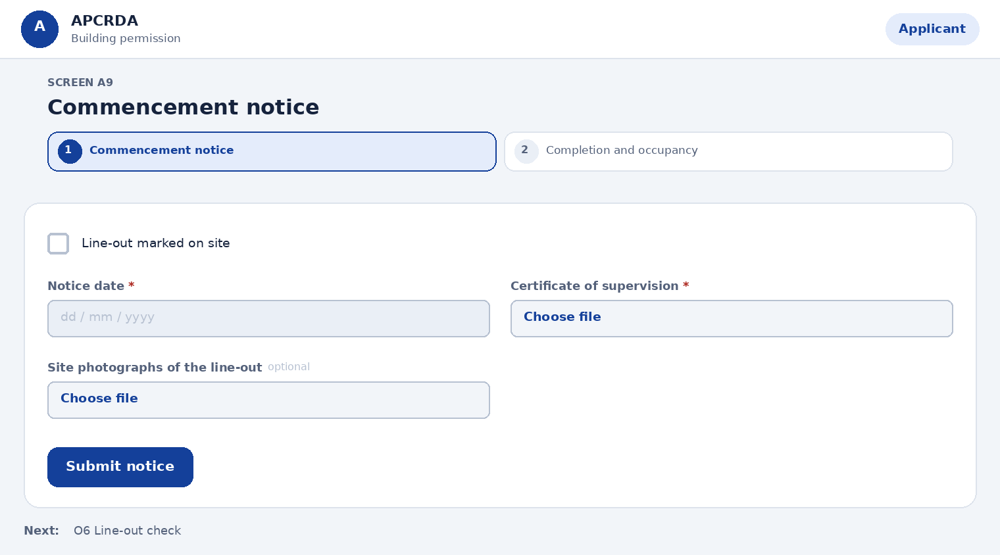 A
APCRDA
Building permission
Applicant
SCREEN A9
Commencement notice
1 Commencement notice
2 Completion and occupancy
Line-out marked on site
Notice date *
dd / mm / yyyy
Certificate of supervision *
Choose file
Site photographs of the line-out optional
Choose file
Submit notice
Next: O6 Line-out check